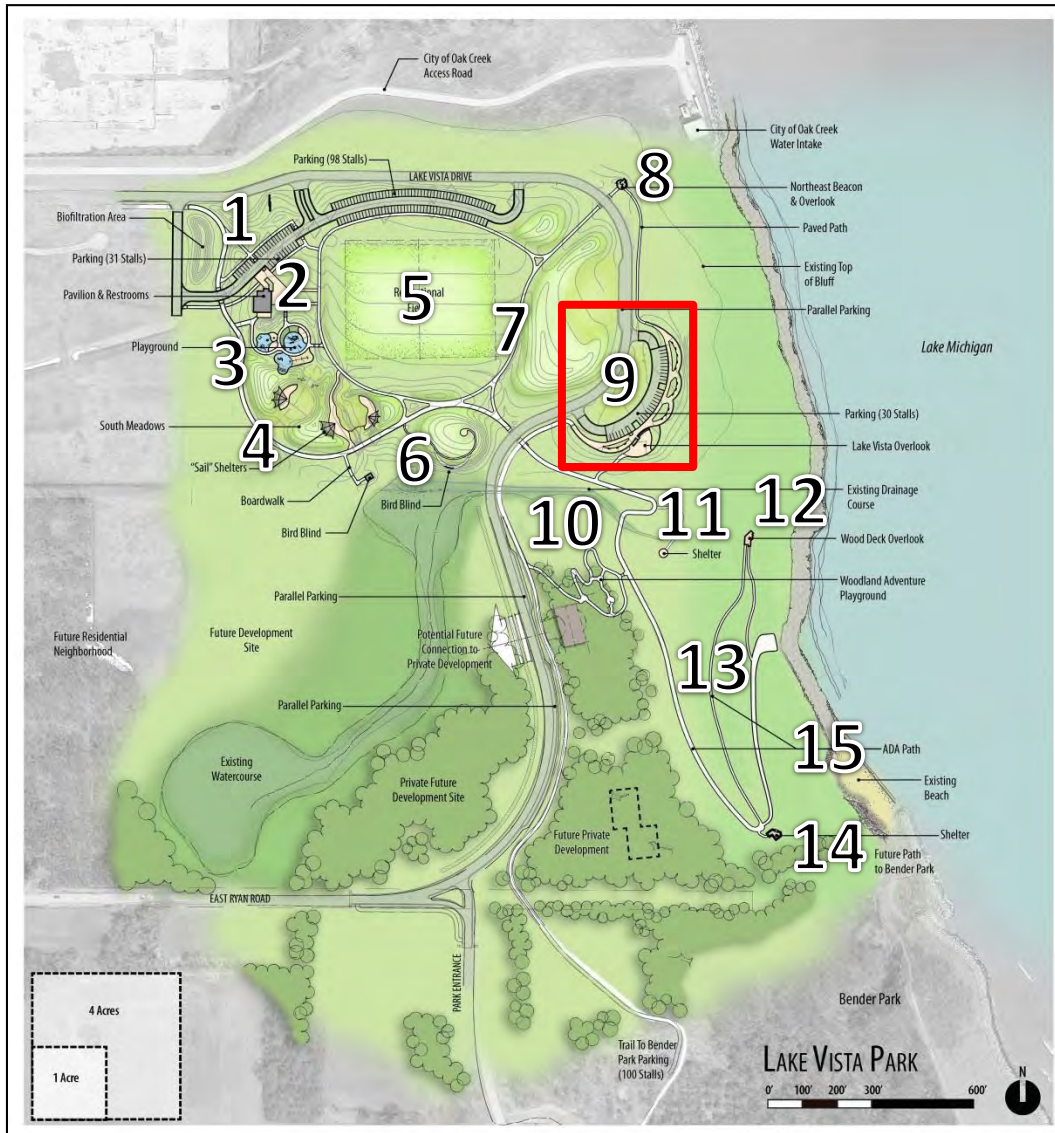 City of Oak Creek
Access Road
City of Oak Creek
Water Intake
Parking (98 Stalls)
LAKE VISTA DRIVE
8
Northeast Beacon
& Overlook
1
Biofiltration Area
Paved Path
Parking (31 Stalls)
Existing Top
of Bluff
2
Pavilion & Restrooms
5
7
Parallel Parking
Playground
3
Lake Michigan
9
Parking (30 Stalls)
South Meadows
4
6
Lake Vista Overlook
"Sail" Shelters
Boardwalk
Bird Blind
Bird Blind
10
11
12
Existing Drainage
Course
Wood Deck Overlook
Shelter
Woodland Adventure
Playground
Parallel Parking
Future Residential
Neighborhood
Future Development
Site
Potential Future
Connection to
Private Development
13
Parallel Parking
15
ADA Path
Existing
Watercourse
Private Future
Development Site
Existing
Beach
Future Private
Development
Shelter
14
Future Path
to Bender Park
EAST RYAN ROAD
PARK ENTRANCE
4 Acres
1 Acre
Bender Park
Trail To Bender
Park Parking
(100 Stalls)
LAKE VISTA PARK
0' 100' 200' 300' 600'
N